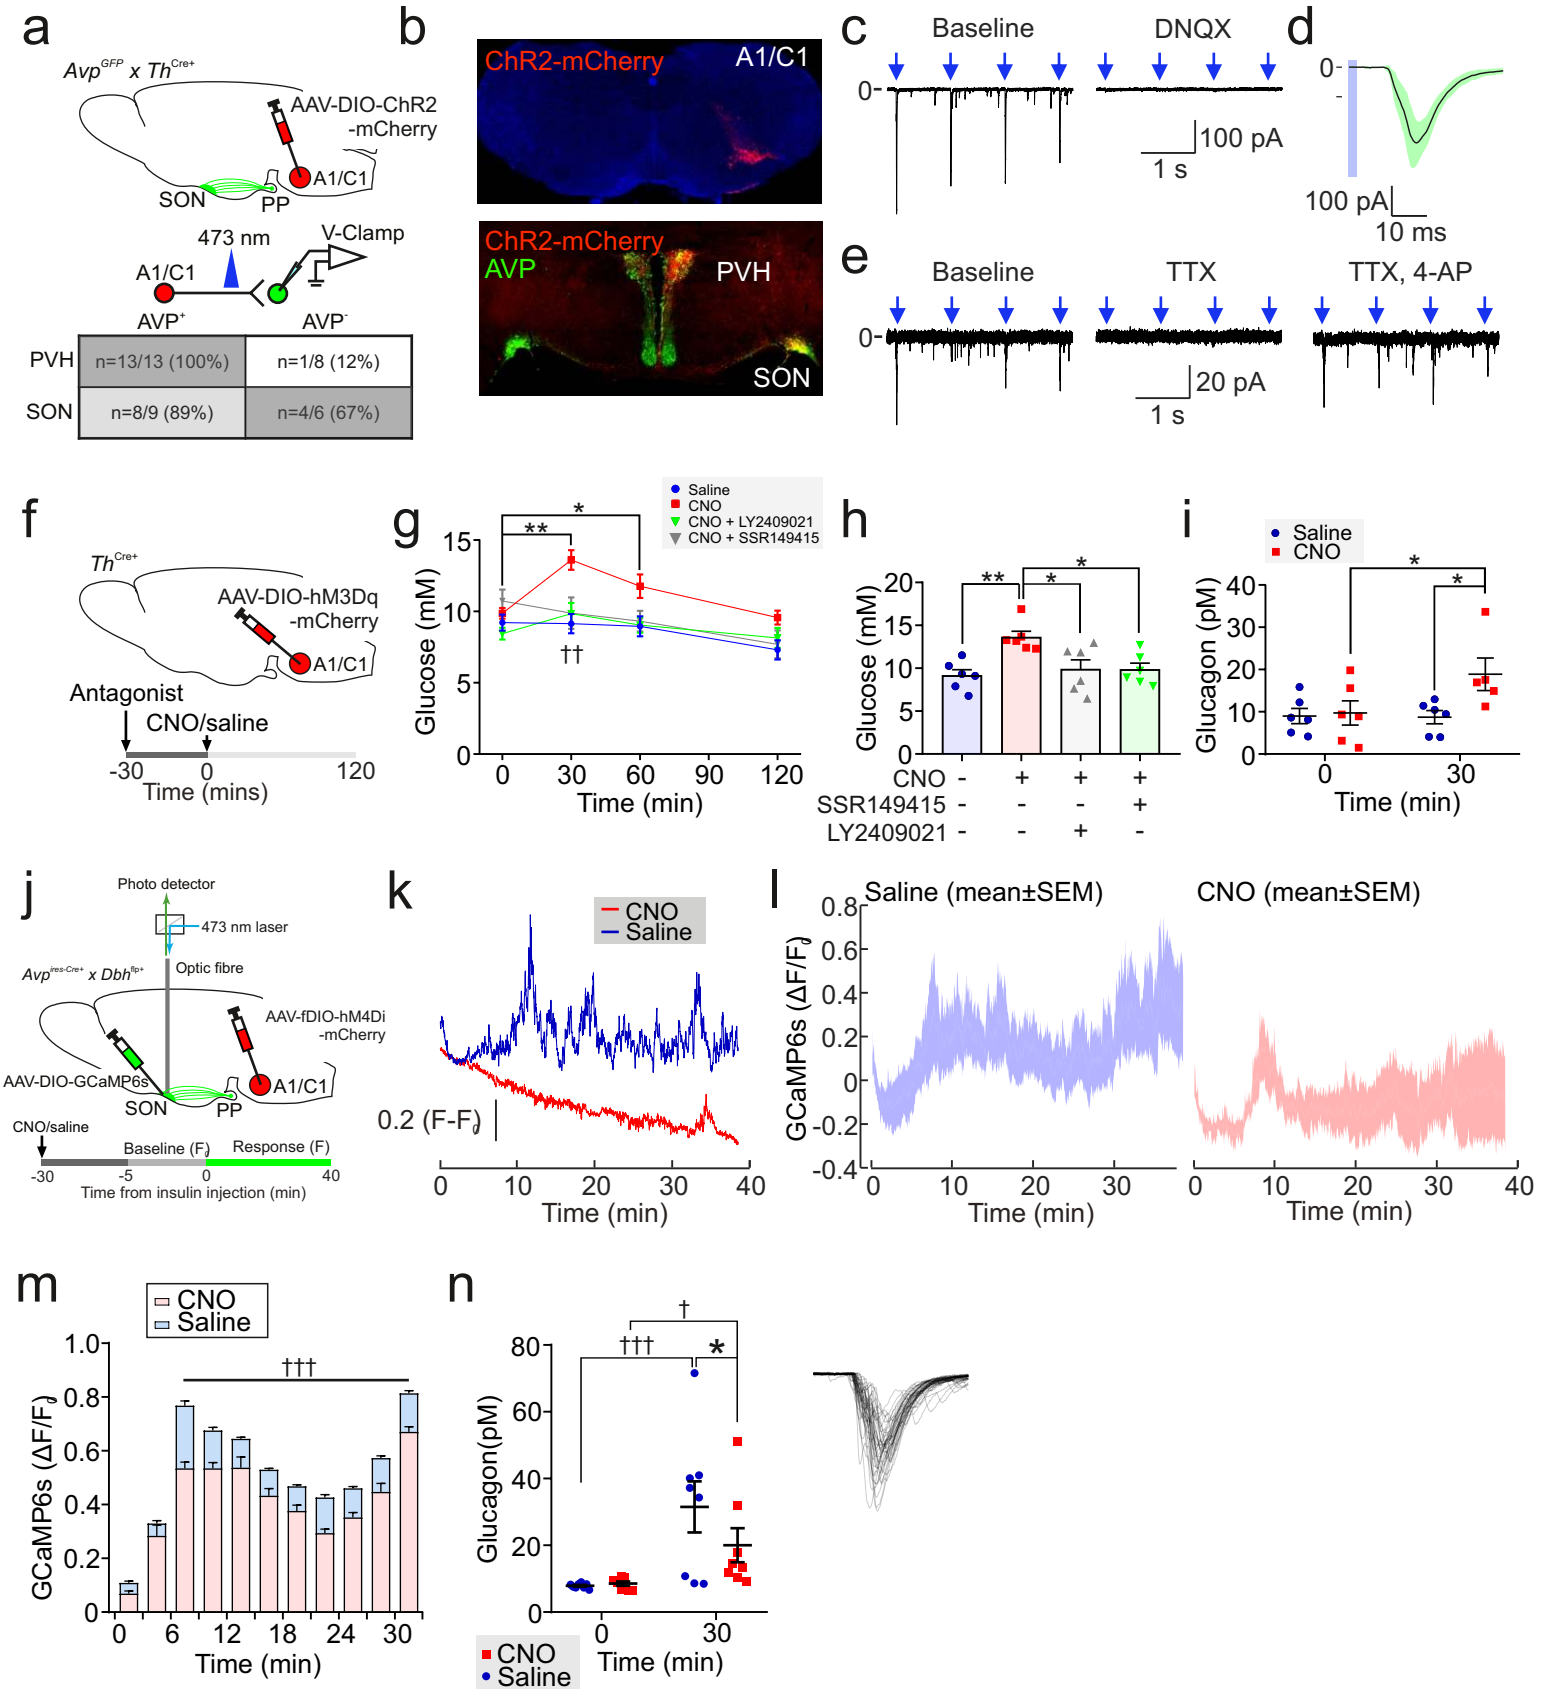 a
Avp^GFP x Th^Cre+
AAV-DIO-ChR2
-mCherry
A1/C1
SON
PP
473 nm
V-Clamp
A1/C1
AVP⁺ AVP⁻
PVH n=13/13 (100%) n=1/8 (12%)
SON n=8/9 (89%) n=4/6 (67%)
b
ChR2-mCherry A1/C1
ChR2-mCherry
AVP
PVH
SON
c
Baseline DNQX
0-
100 pA
1 s
d
0-
-
100 pA
10 ms
e
Baseline TTX TTX, 4-AP
0-
20 pA
1 s
f
Th^Cre+
AAV-DIO-hM3Dq
-mCherry
A1/C1
Antagonist
CNO/saline
-30 0 120
Time (mins)
g
Saline
CNO
CNO + LY2409021
CNO + SSR149415
*
**
††
Glucose (mM)
15
10
5
0
0 30 60 90 120
Time (min)
h
** * *
Glucose (mM)
20
15
10
5
0
CNO - + + +
SSR149415 - - - +
LY2409021 - - + -
i
Saline
CNO
*
*
Glucagon (pM)
40
30
20
10
0
0 30
Time (min)
j
Photo detector
473 nm laser
Optic fibre
Avp^ires-Cre+ x Dbh^flp+
AAV-fDIO-hM4Di
-mCherry
AAV-DIO-GCaMP6s
A1/C1
SON PP
CNO/saline
Baseline (F₀) Response (F)
-30 -5 0 40
Time from insulin injection (min)
k
CNO
Saline
0.2 (F-F₀)
0 10 20 30 40
Time (min)
l
Saline (mean±SEM) CNO (mean±SEM)
GCaMP6s (ΔF/F₀)
0.8
0.6
0.4
0.2
0
-0.2
-0.4
0 10 20 30
Time (min)
0 10 20 30 40
Time (min)
m
CNO
Saline
†††
GCaMP6s (ΔF/F₀)
1.0
0.8
0.6
0.4
0.2
0
0 6 12 18 24 30
Time (min)
n
†
††† *
Glucagon(pM)
80
60
40
20
0
0 30
Time (min)
CNO
Saline